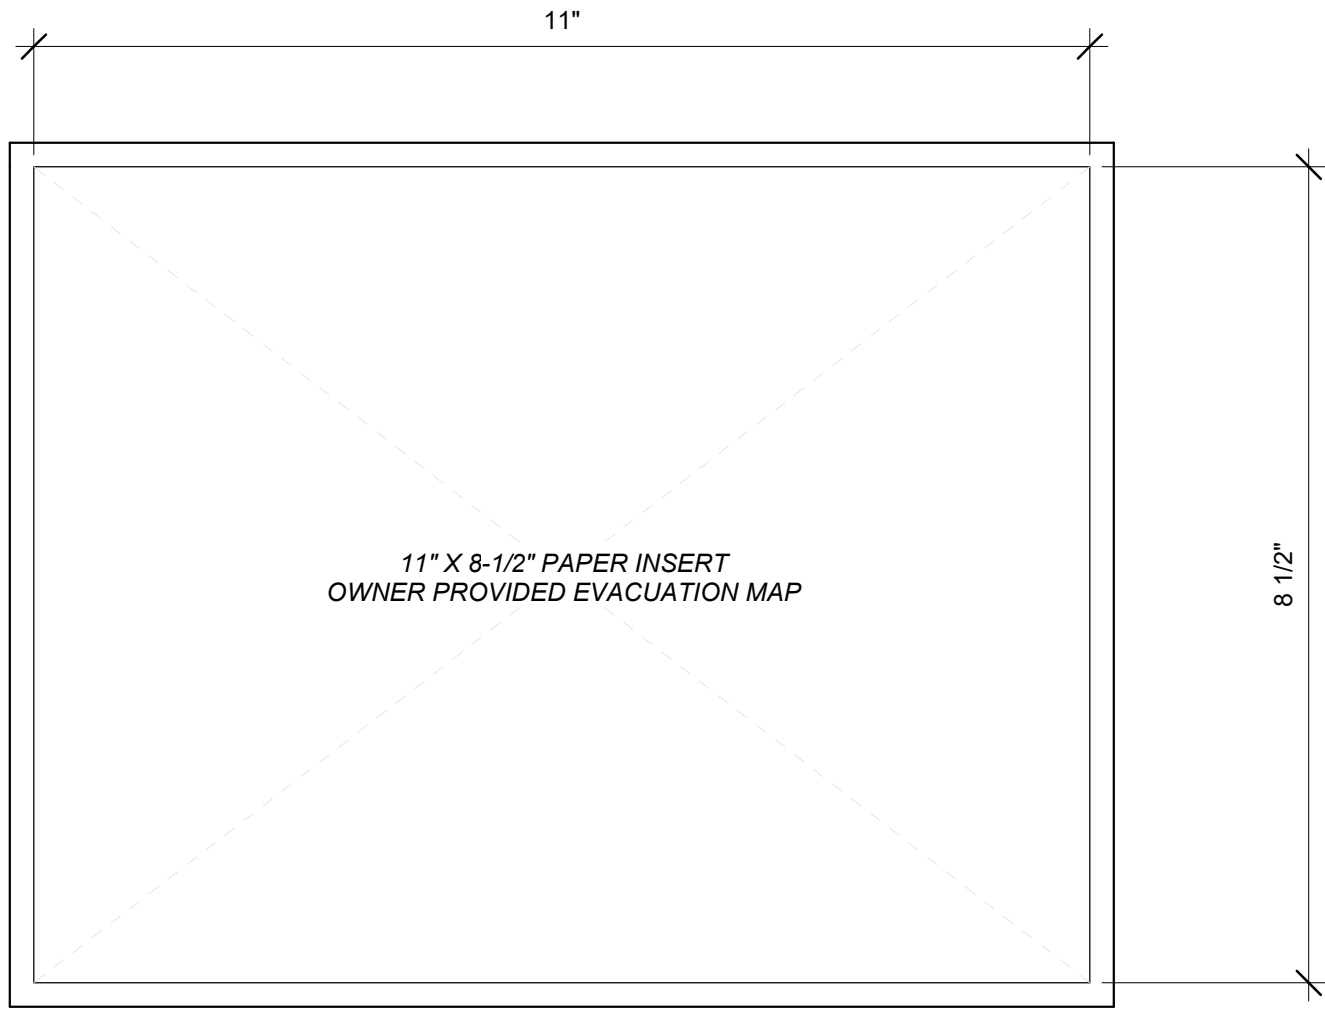 11"
11" X 8-1/2" PAPER INSERT
OWNER PROVIDED EVACUATION MAP
8 1/2"